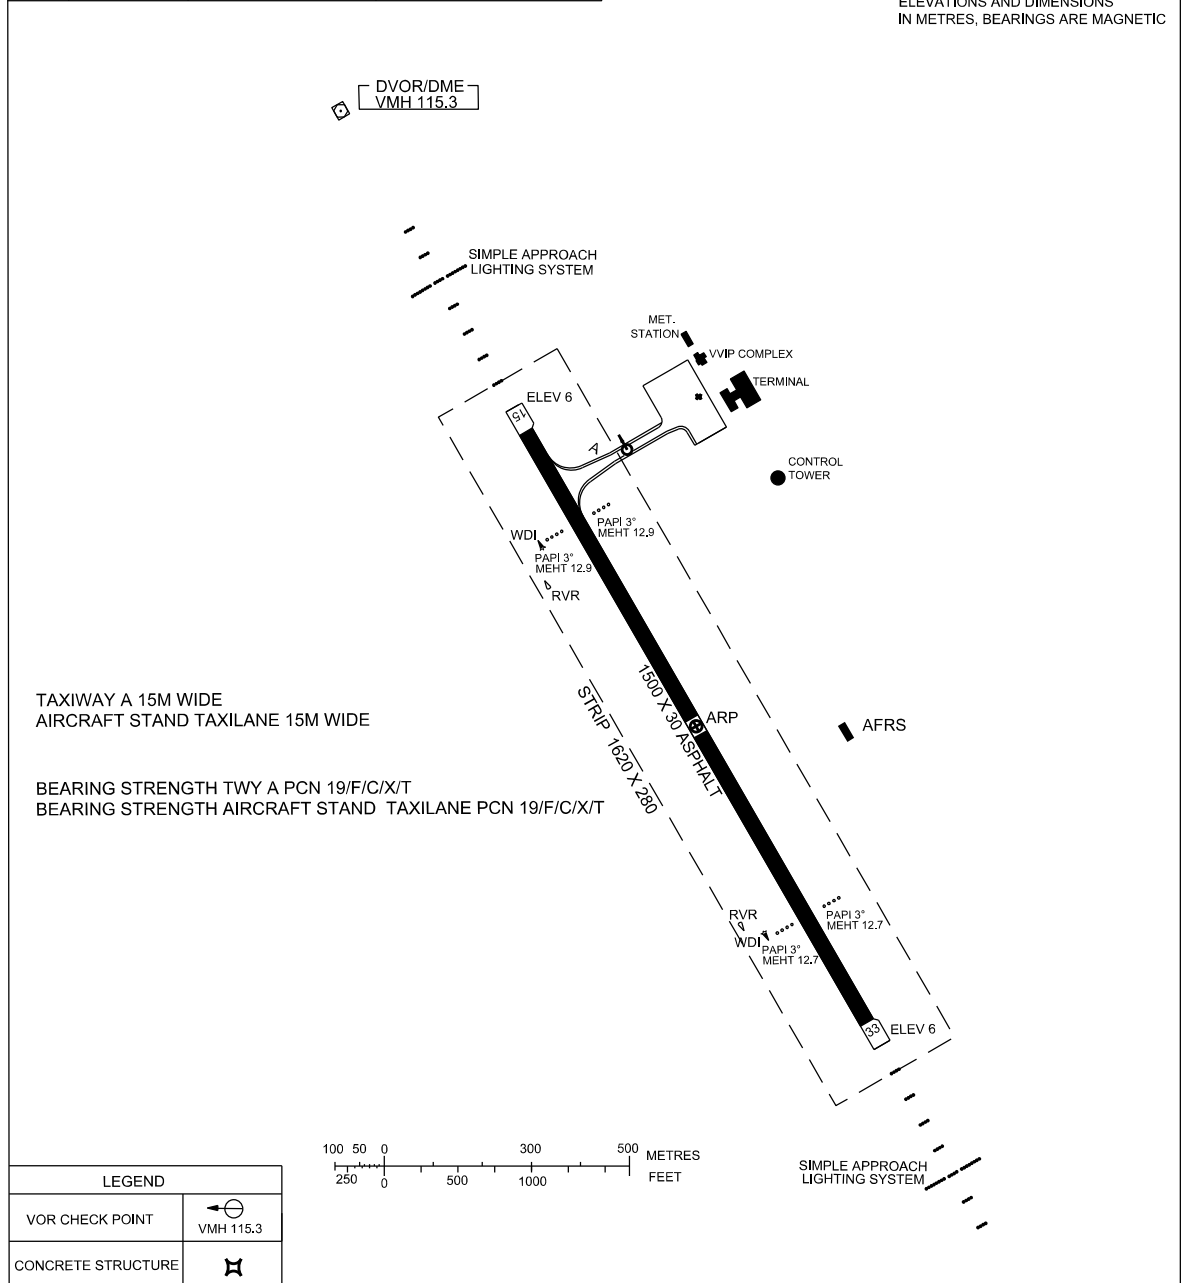 ELEVATIONS AND DIMENSIONS
IN METRES, BEARINGS ARE MAGNETIC
DVOR/DME
VMH 115.3
SIMPLE APPROACH
LIGHTING SYSTEM
MET.
STATION
VVIP COMPLEX
TERMINAL
ELEV 6
15
A
CONTROL
TOWER
PAPI 3°
MEHT 12.9
WDI
PAPI 3°
MEHT 12.9
RVR
TAXIWAY A 15M WIDE
AIRCRAFT STAND TAXILANE 15M WIDE
STRIP 1620 X 280
1500 X 30 ASPHALT
ARP
AFRS
BEARING STRENGTH TWY A PCN 19/F/C/X/T
BEARING STRENGTH AIRCRAFT STAND TAXILANE PCN 19/F/C/X/T
RVR
WDI
PAPI 3°
MEHT 12.7
PAPI 3°
MEHT 12.7
33
ELEV 6
100 50 0 300 500 METRES
250 0 500 1000 FEET
SIMPLE APPROACH
LIGHTING SYSTEM
LEGEND
VOR CHECK POINT
VMH 115.3
CONCRETE STRUCTURE